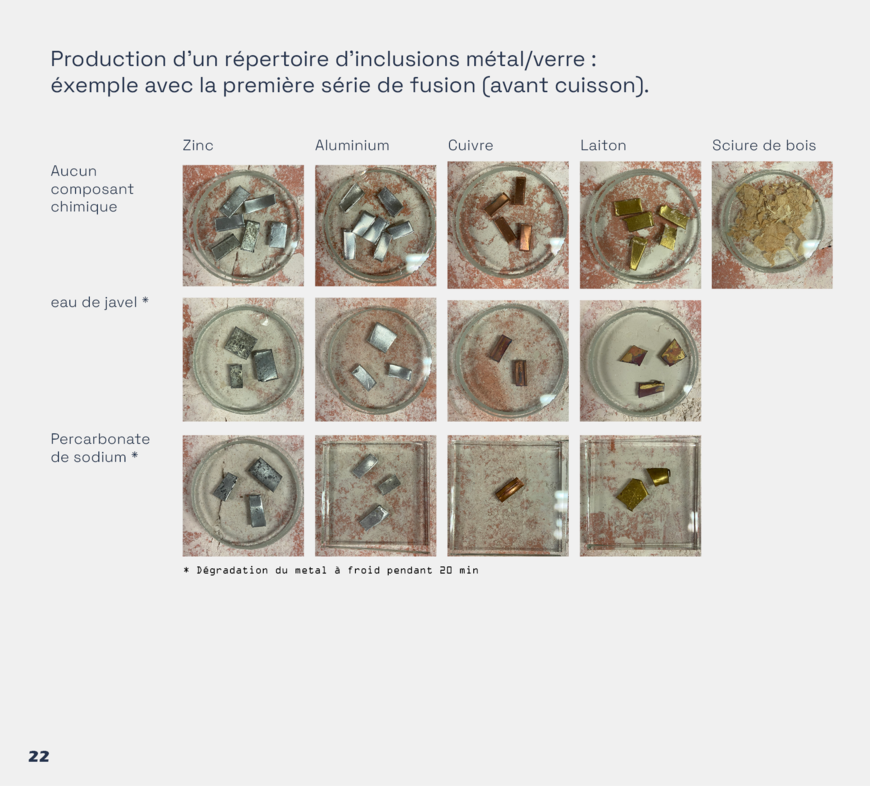 Production d'un répertoire d'inclusions métal/verre :
éxemple avec la première série de fusion (avant cuisson).
Zinc
Aluminium
Cuivre
Laiton
Sciure de bois
Aucun
composant
chimique
eau de javel *
Percarbonate
de sodium *
* Dégradation du metal à froid pendant 20 min
22